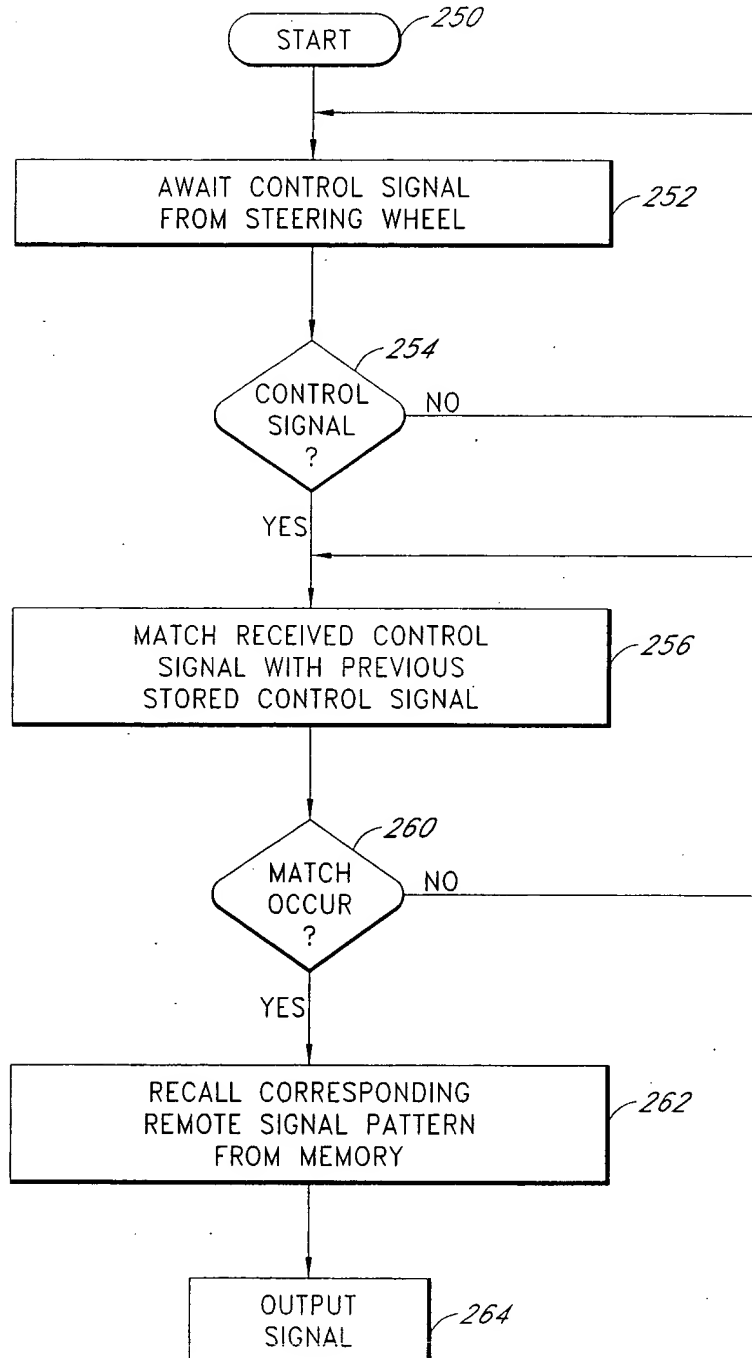 START
250
AWAIT CONTROL SIGNAL
FROM STEERING WHEEL
252
254
CONTROL
SIGNAL
?
NO
YES
MATCH RECEIVED CONTROL
SIGNAL WITH PREVIOUS
STORED CONTROL SIGNAL
256
260
MATCH
OCCUR
?
NO
YES
RECALL CORRESPONDING
REMOTE SIGNAL PATTERN
FROM MEMORY
262
OUTPUT
SIGNAL
264